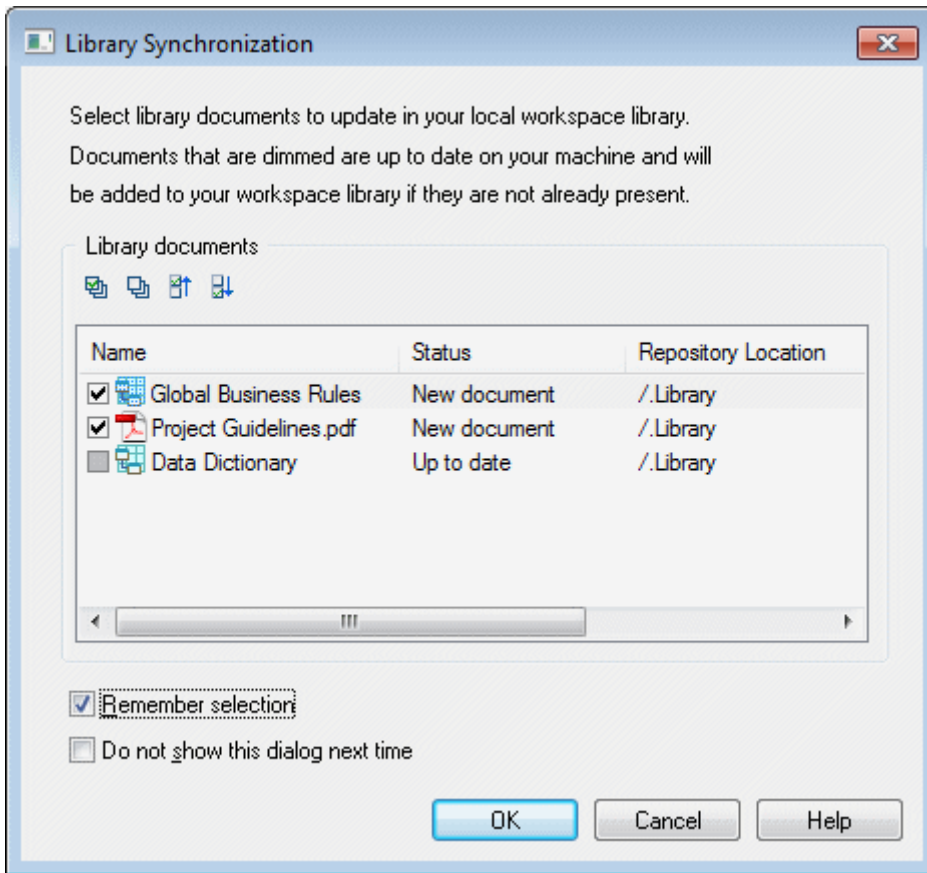 Library Synchronization
Select library documents to update in your local workspace library.
Documents that are dimmed are up to date on your machine and will
be added to your workspace library if they are not already present.
Library documents
Name Status Repository Location
Global Business Rules New document /.Library
Project Guidelines.pdf New document /.Library
Data Dictionary Up to date /.Library
Remember selection
Do not show this dialog next time
OK Cancel Help